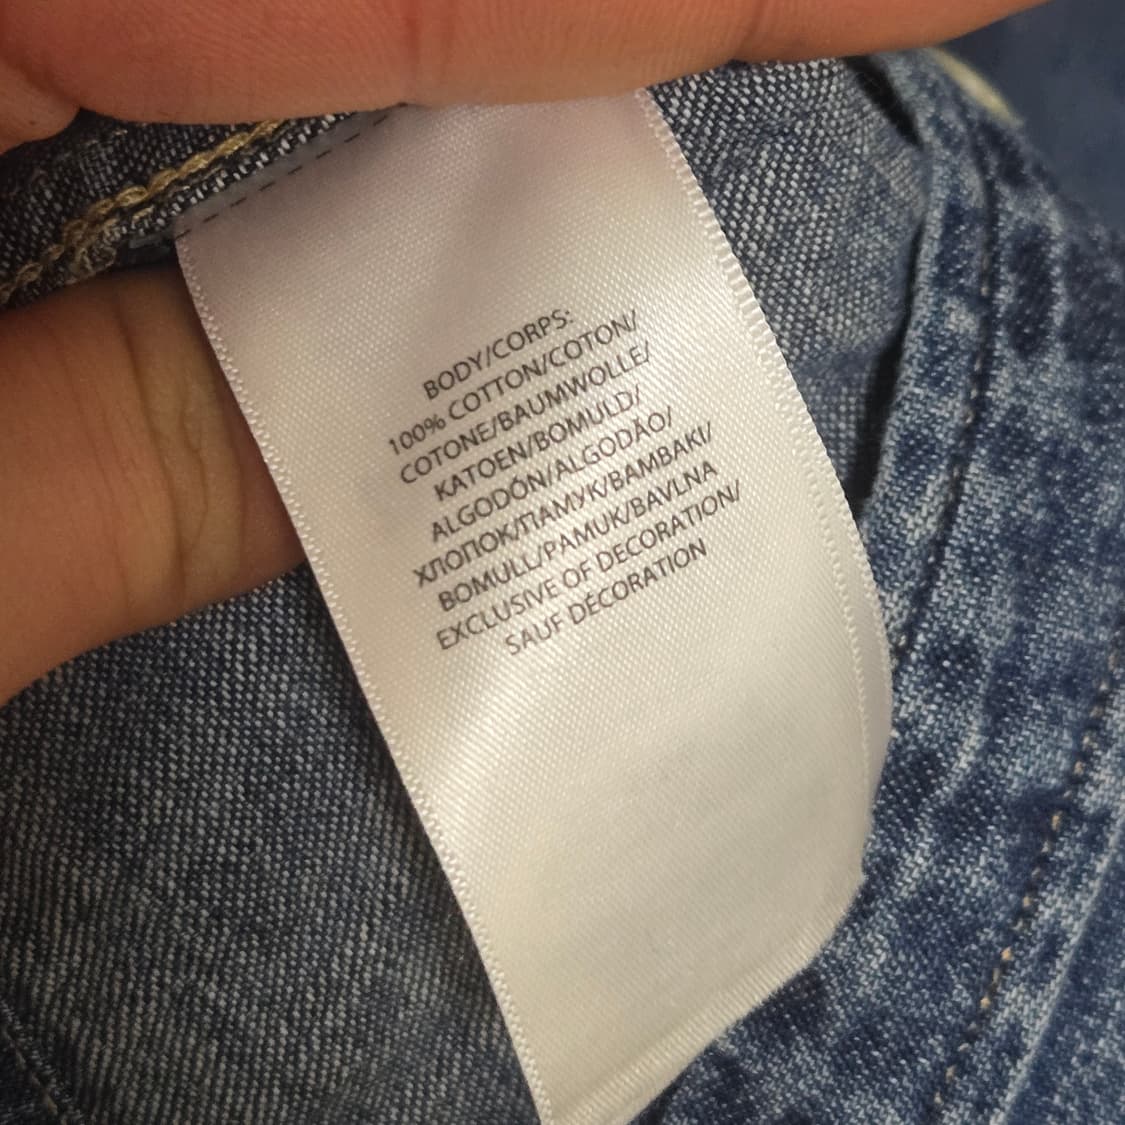 BODY/CORPS:
100% COTTON/COTON/
COTONE/BAUMWOLLE/
KATOEN/BOMULD/
ALGODÓN/ALGODÃO/
ХЛОПОК/ПАМУК/BAMBAKI/
BOMULL/PAMUK/BAVLNA
EXCLUSIVE OF DECORATION/
SAUF DÉCORATION